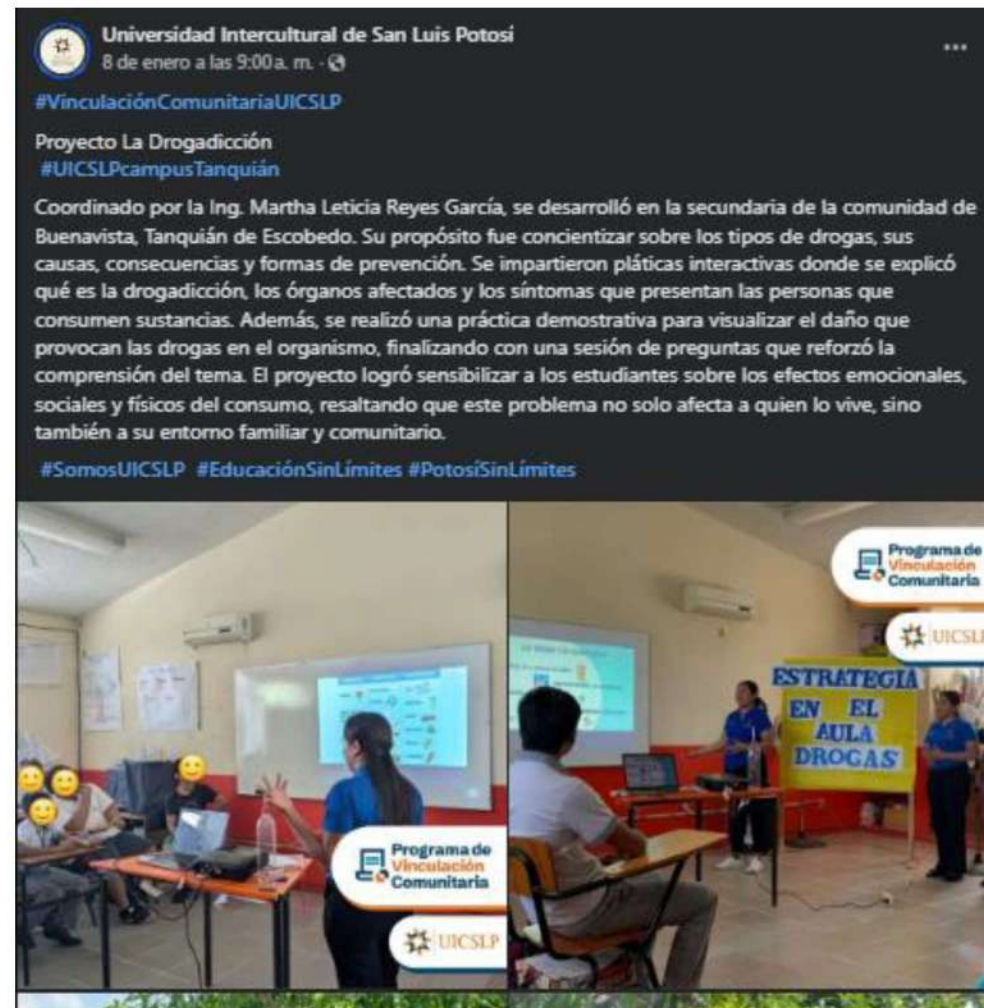 Universidad Intercultural de San Luis Potosí
8 de enero a las 9:00 a. m. ·
#VinculaciónComunitariaUICSLP
Proyecto La Drogadicción
#UICSLPcampusTanquián
Coordinado por la Ing. Martha Leticia Reyes García, se desarrolló en la secundaria de la comunidad de
Buenavista, Tanquián de Escobedo. Su propósito fue concientizar sobre los tipos de drogas, sus
causas, consecuencias y formas de prevención. Se impartieron pláticas interactivas donde se explicó
qué es la drogadicción, los órganos afectados y los síntomas que presentan las personas que
consumen sustancias. Además, se realizó una práctica demostrativa para visualizar el daño que
provocan las drogas en el organismo, finalizando con una sesión de preguntas que reforzó la
comprensión del tema. El proyecto logró sensibilizar a los estudiantes sobre los efectos emocionales,
sociales y físicos del consumo, resaltando que este problema no solo afecta a quien lo vive, sino
también a su entorno familiar y comunitario.
#SomosUICSLP #EducaciónSinLímites #PotosíSinLímites
Programa de
Vinculación
Comunitaria
UICSLP
Programa de
Vinculación
Comunitaria
UICSLP
ESTRATEGIA
EN EL
AULA
DROGAS